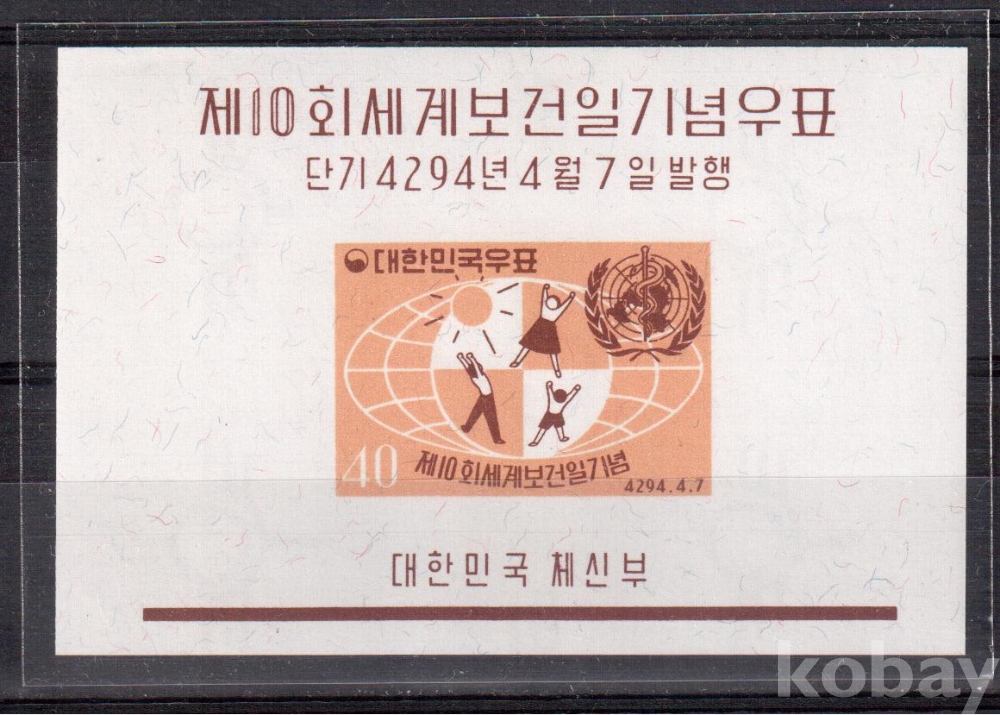 제10회세계보건일기념우표
단기4294년4월7일발행
대한민국우표
40
제10회세계보건일기념
4294.4.7
대한민국 체신부
kobay